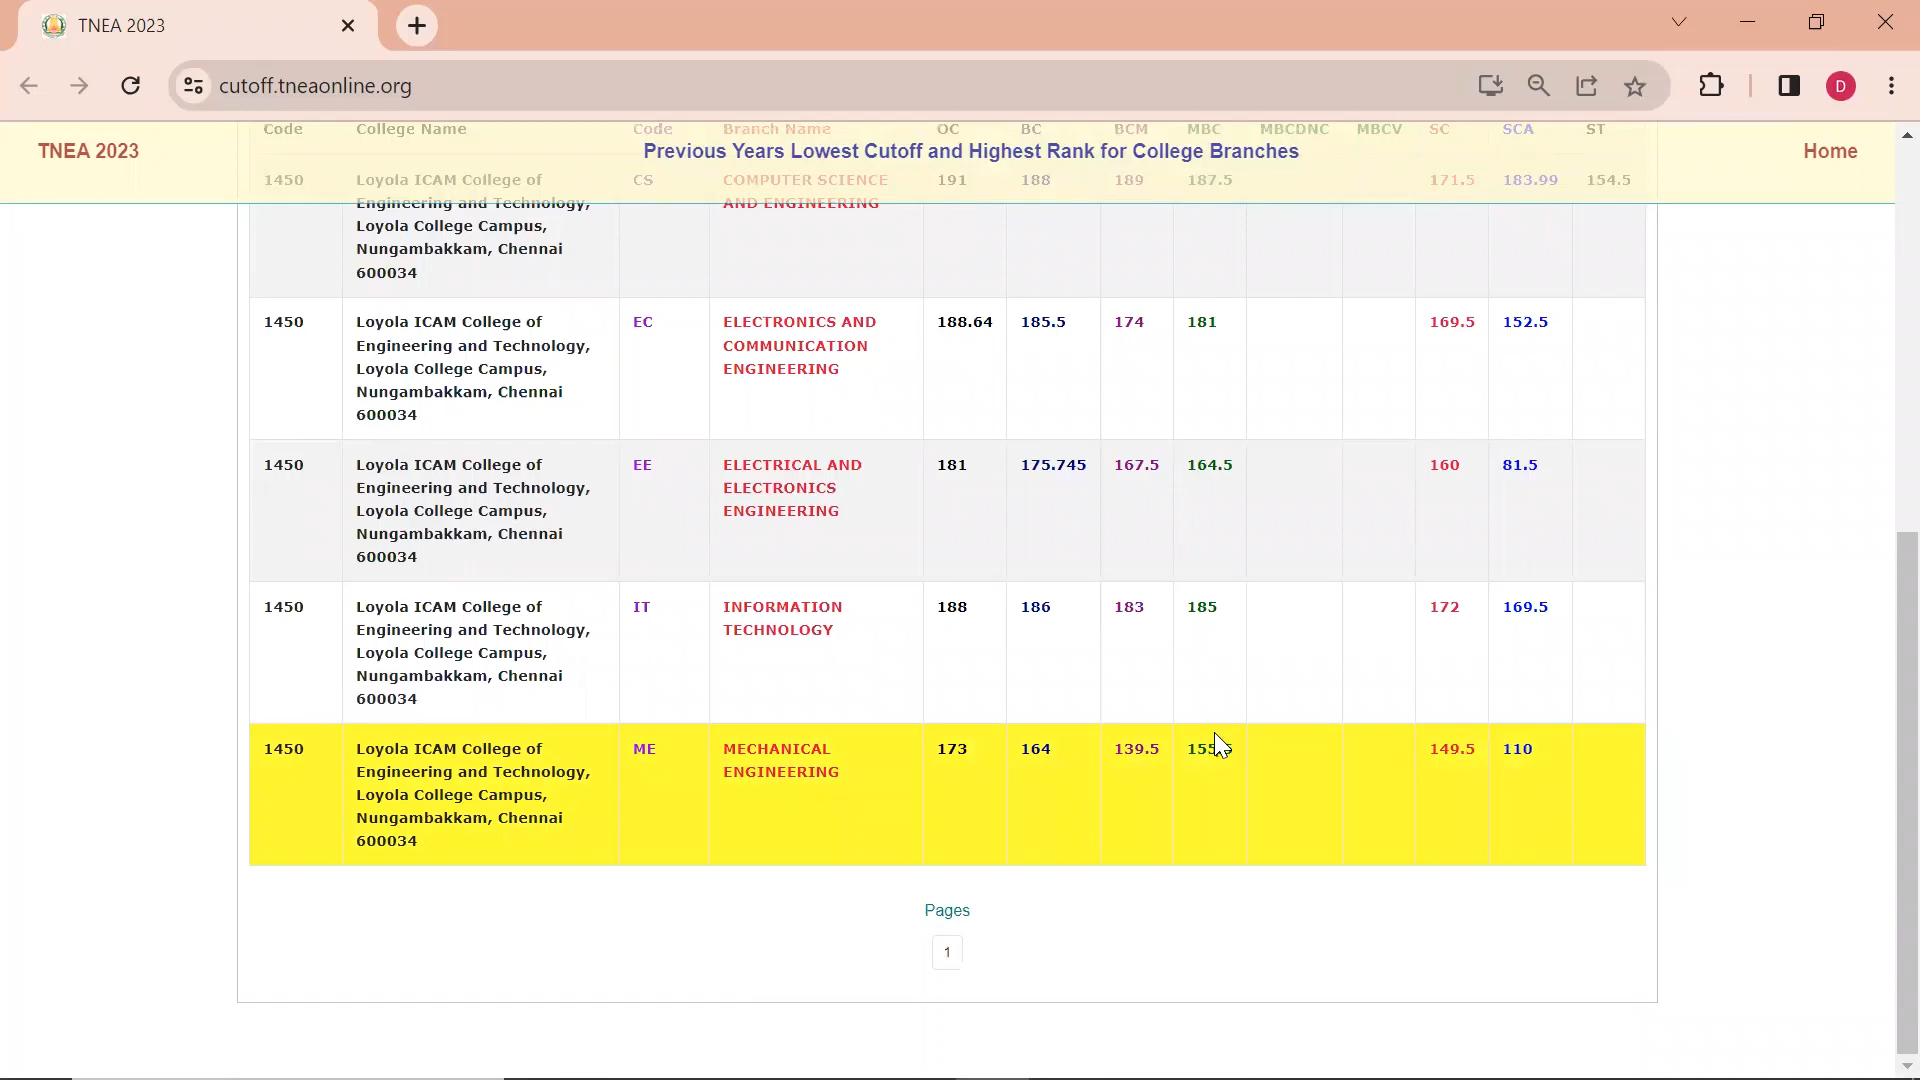 TNEA 2023
cutoff.tneaonline.org
D
Code College Name Code Branch Name OC BC BCM MBC MBCDNC MBCV SC SCA ST
TNEA 2023 Previous Years Lowest Cutoff and Highest Rank for College Branches Home
1450 Loyola ICAM College of CS COMPUTER SCIENCE 191 188 189 187.5 171.5 183.99 154.5
Engineering and Technology, AND ENGINEERING
Loyola College Campus,
Nungambakkam, Chennai
600034
1450 Loyola ICAM College of EC ELECTRONICS AND 188.64 185.5 174 181 169.5 152.5
Engineering and Technology, COMMUNICATION
Loyola College Campus, ENGINEERING
Nungambakkam, Chennai
600034
1450 Loyola ICAM College of EE ELECTRICAL AND 181 175.745 167.5 164.5 160 81.5
Engineering and Technology, ELECTRONICS
Loyola College Campus, ENGINEERING
Nungambakkam, Chennai
600034
1450 Loyola ICAM College of IT INFORMATION 188 186 183 185 172 169.5
Engineering and Technology, TECHNOLOGY
Loyola College Campus,
Nungambakkam, Chennai
600034
1450 Loyola ICAM College of ME MECHANICAL 173 164 139.5 149.5 110
Engineering and Technology, ENGINEERING
Loyola College Campus,
Nungambakkam, Chennai
600034
Pages
1